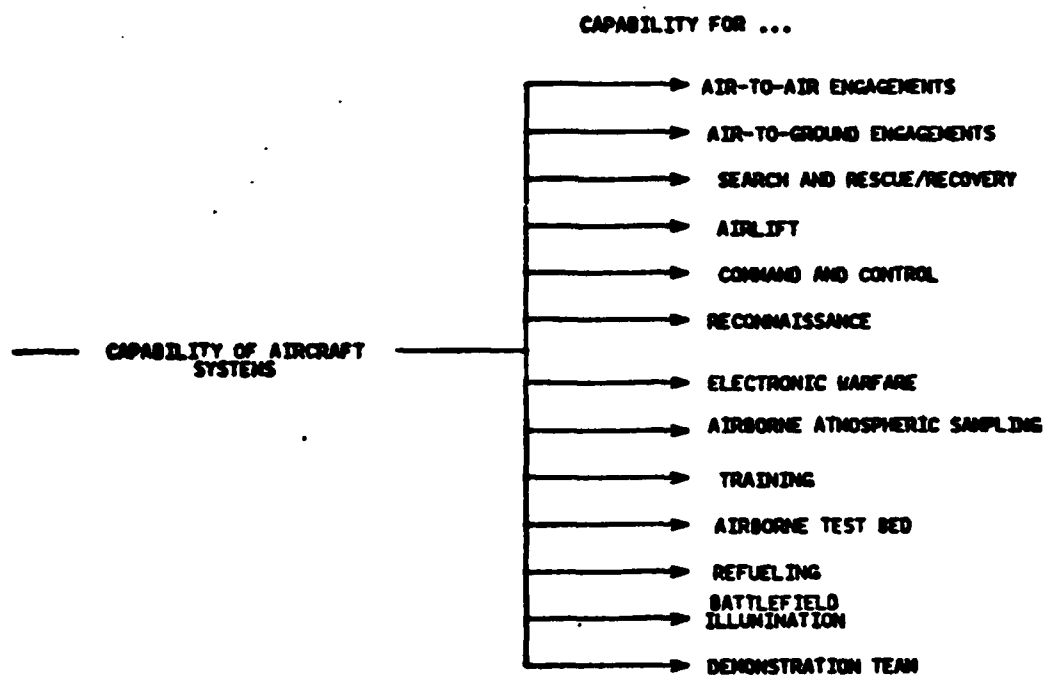 CAPABILITY FOR ...
AIR-TO-AIR ENGAGEMENTS
AIR-TO-GROUND ENGAGEMENTS
SEARCH AND RESCUE/RECOVERY
AIRLIFT
COMMAND AND CONTROL
RECONNAISSANCE
CAPABILITY OF AIRCRAFT
SYSTEMS
ELECTRONIC WARFARE
AIRBORNE ATMOSPHERIC SAMPLING
TRAINING
AIRBORNE TEST BED
REFUELING
BATTLEFIELD
ILLUMINATION
DEMONSTRATION TEAM